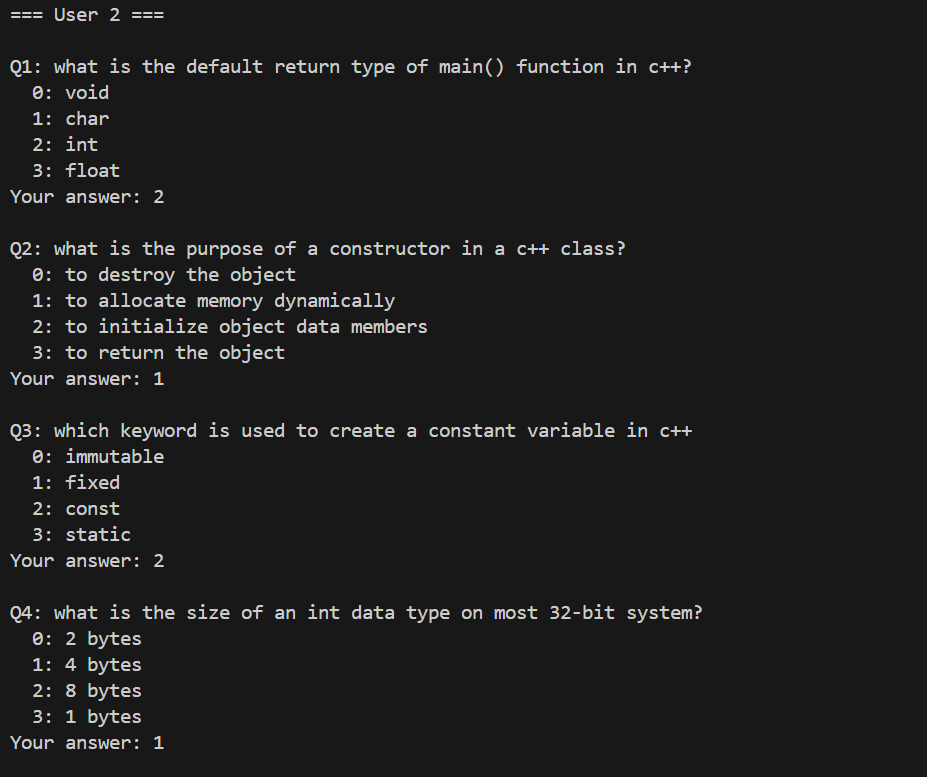 === User 2 ===
Q1: what is the default return type of main() function in c++?
0: void
1: char
2: int
3: float
Your answer: 2
Q2: what is the purpose of a constructor in a c++ class?
0: to destroy the object
1: to allocate memory dynamically
2: to initialize object data members
3: to return the object
Your answer: 1
Q3: which keyword is used to create a constant variable in c++
0: immutable
1: fixed
2: const
3: static
Your answer: 2
Q4: what is the size of an int data type on most 32-bit system?
0: 2 bytes
1: 4 bytes
2: 8 bytes
3: 1 bytes
Your answer: 1